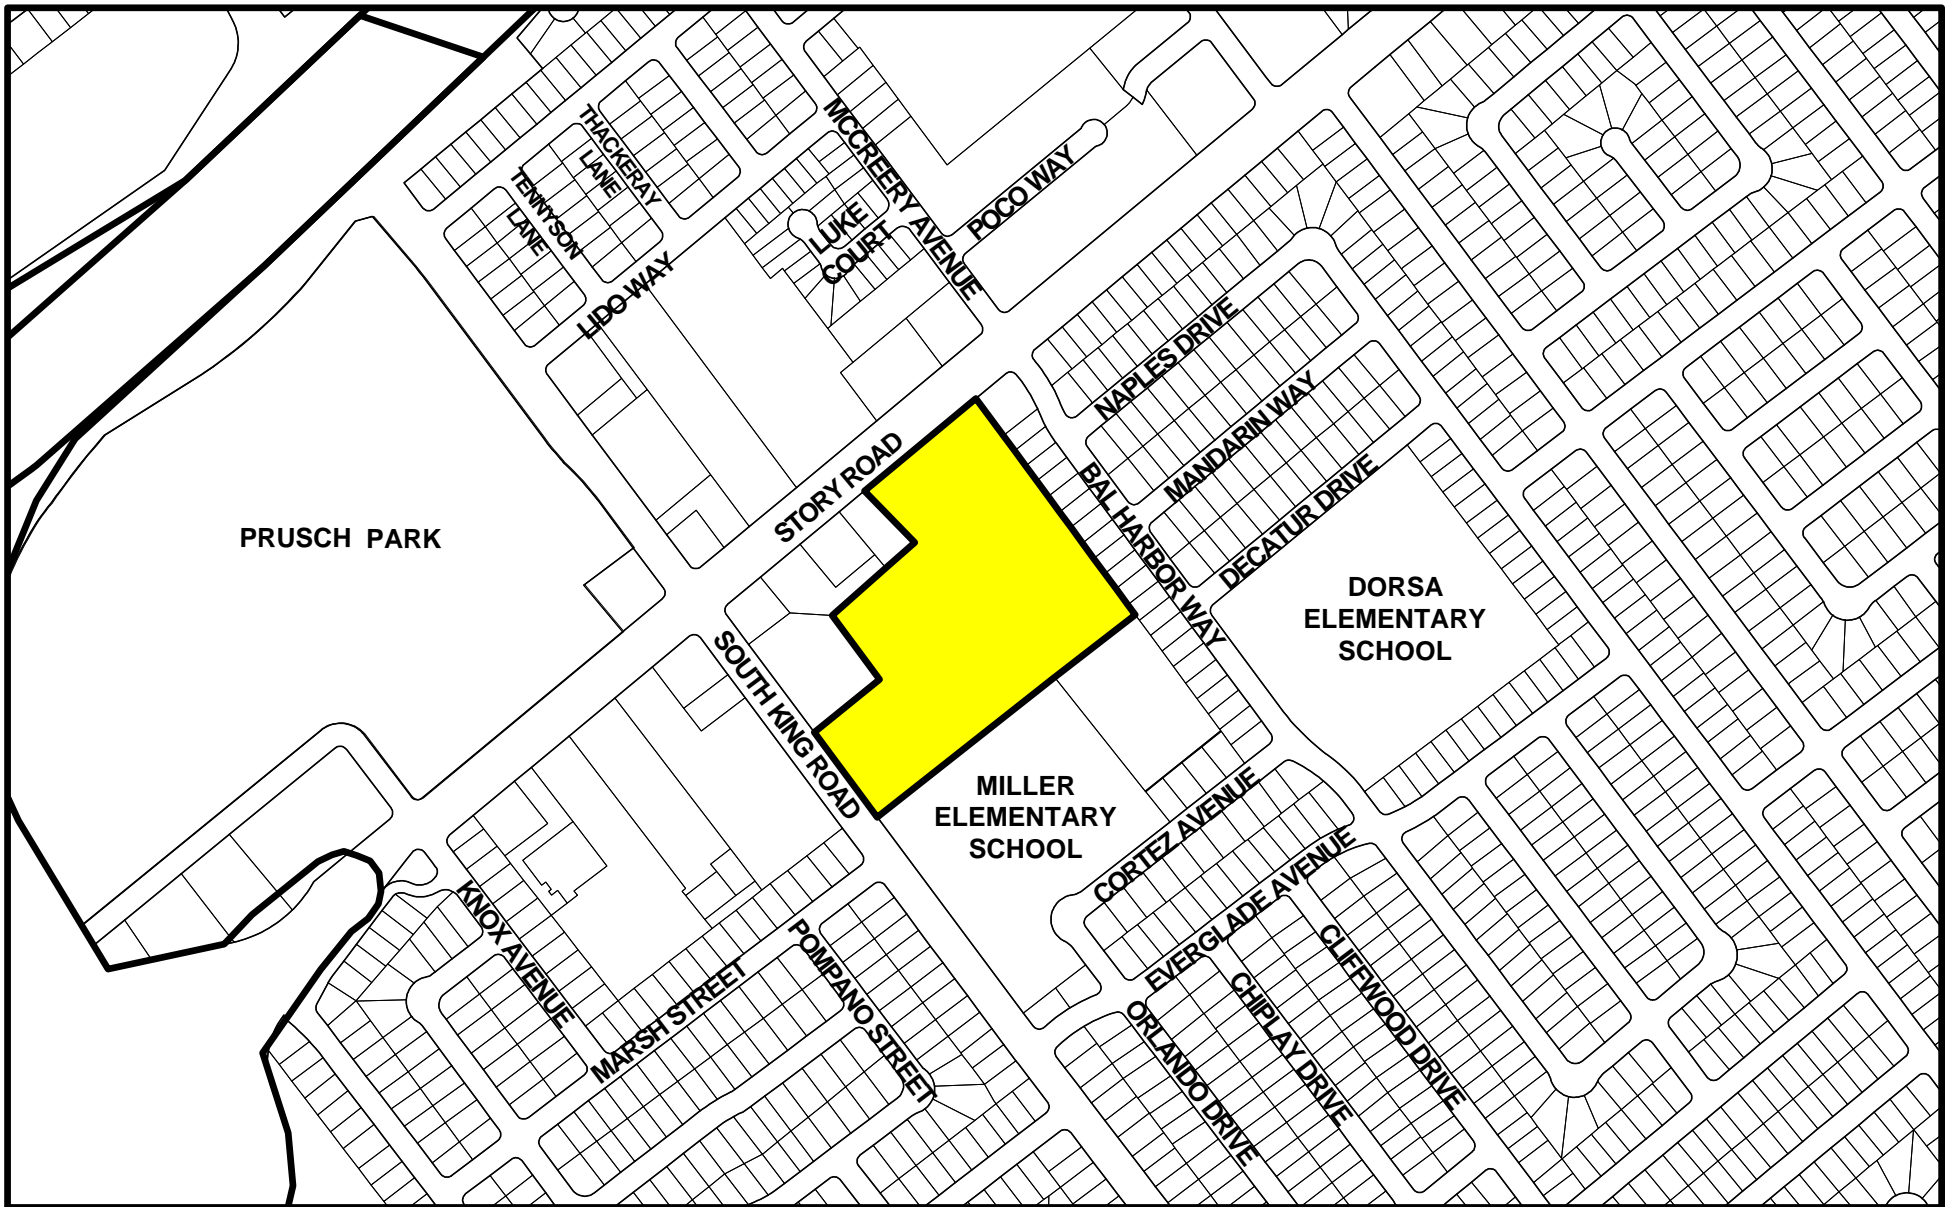 THACKERAY
LANE
TENNYSON
LANE
LIDO WAY
LUKE
COURT
MCCREERY AVENUE
POCO WAY
NAPLES DRIVE
MANDARIN WAY
DECATUR DRIVE
STORY ROAD
BAL HARBOR WAY
PRUSCH PARK
DORSA
ELEMENTARY
SCHOOL
SOUTH KING ROAD
MILLER
ELEMENTARY
SCHOOL
CORTEZ AVENUE
EVERGLADE AVENUE
KNOX AVENUE
MARSH STREET
POMPANO STREET
ORLANDO DRIVE
CHIPLAY DRIVE
CLIFFWOOD DRIVE